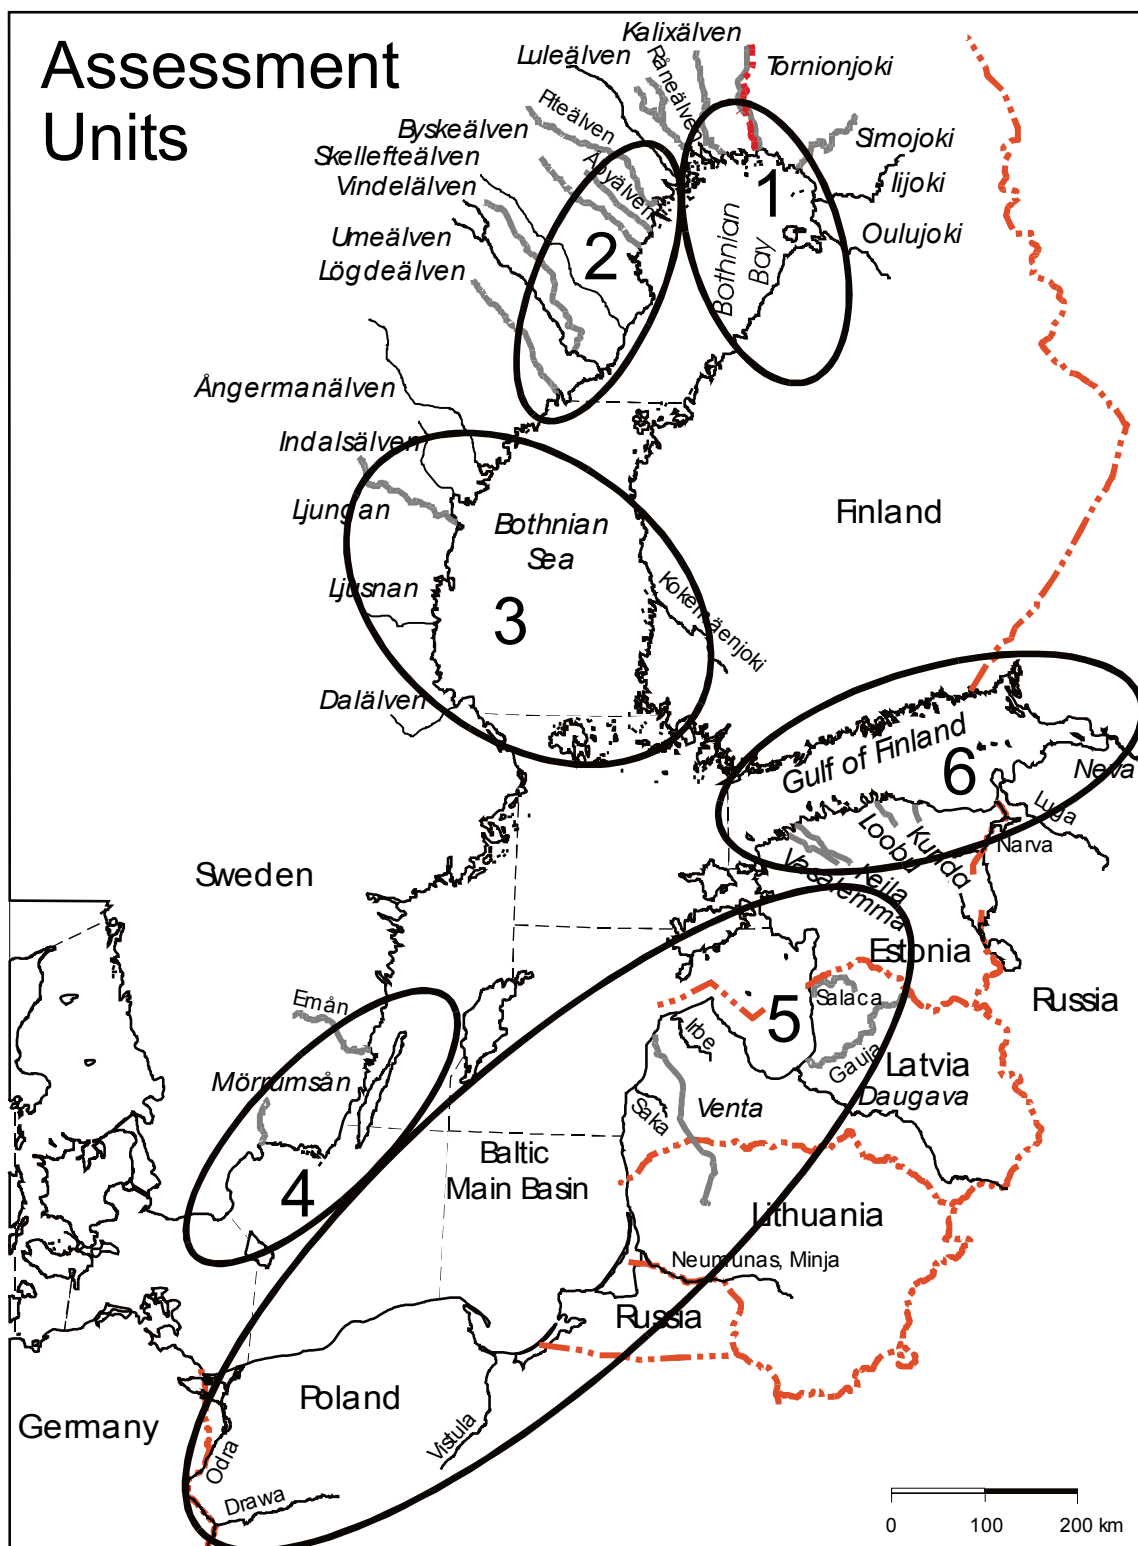 Assessment
Units
Kalixälven
Luleälven
Råneälven
Tornionjoki
Piteälven
Byskeälven
Åbyälven
Simojoki
Skellefteälven
Vindelälven
Iijoki
1
Umeälven
2
Bothnian
Bay
Oulujoki
Lögdeälven
Ångermanälven
Indalsälven
Ljungan
Bothnian
Sea
Finland
Ljusnan
3
Kokemäenjoki
Dalälven
Gulf of Finland
6
Neva
Luga
Narva
Loobu
Kunda
Keila
Vasalemma
Sweden
Estonia
Russia
Emån
5
Salaca
Irbe
Gauja
Latvia
Daugava
Mörrumsån
Saka
Venta
4
Baltic
Main Basin
Lithuania
Neumunas, Minja
Russia
Poland
Germany
Vistula
Odra
Drawa
0 100 200 km